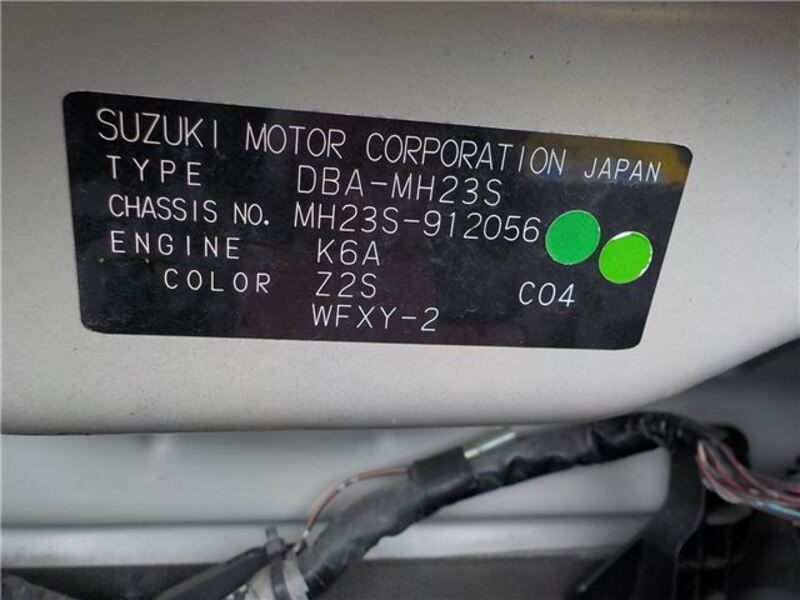 SUZUKI MOTOR CORPORATION JAPAN
TYPE DBA-MH23S
CHASSIS NO. MH23S-912056
ENGINE K6A
COLOR Z2S C04
WFXY-2